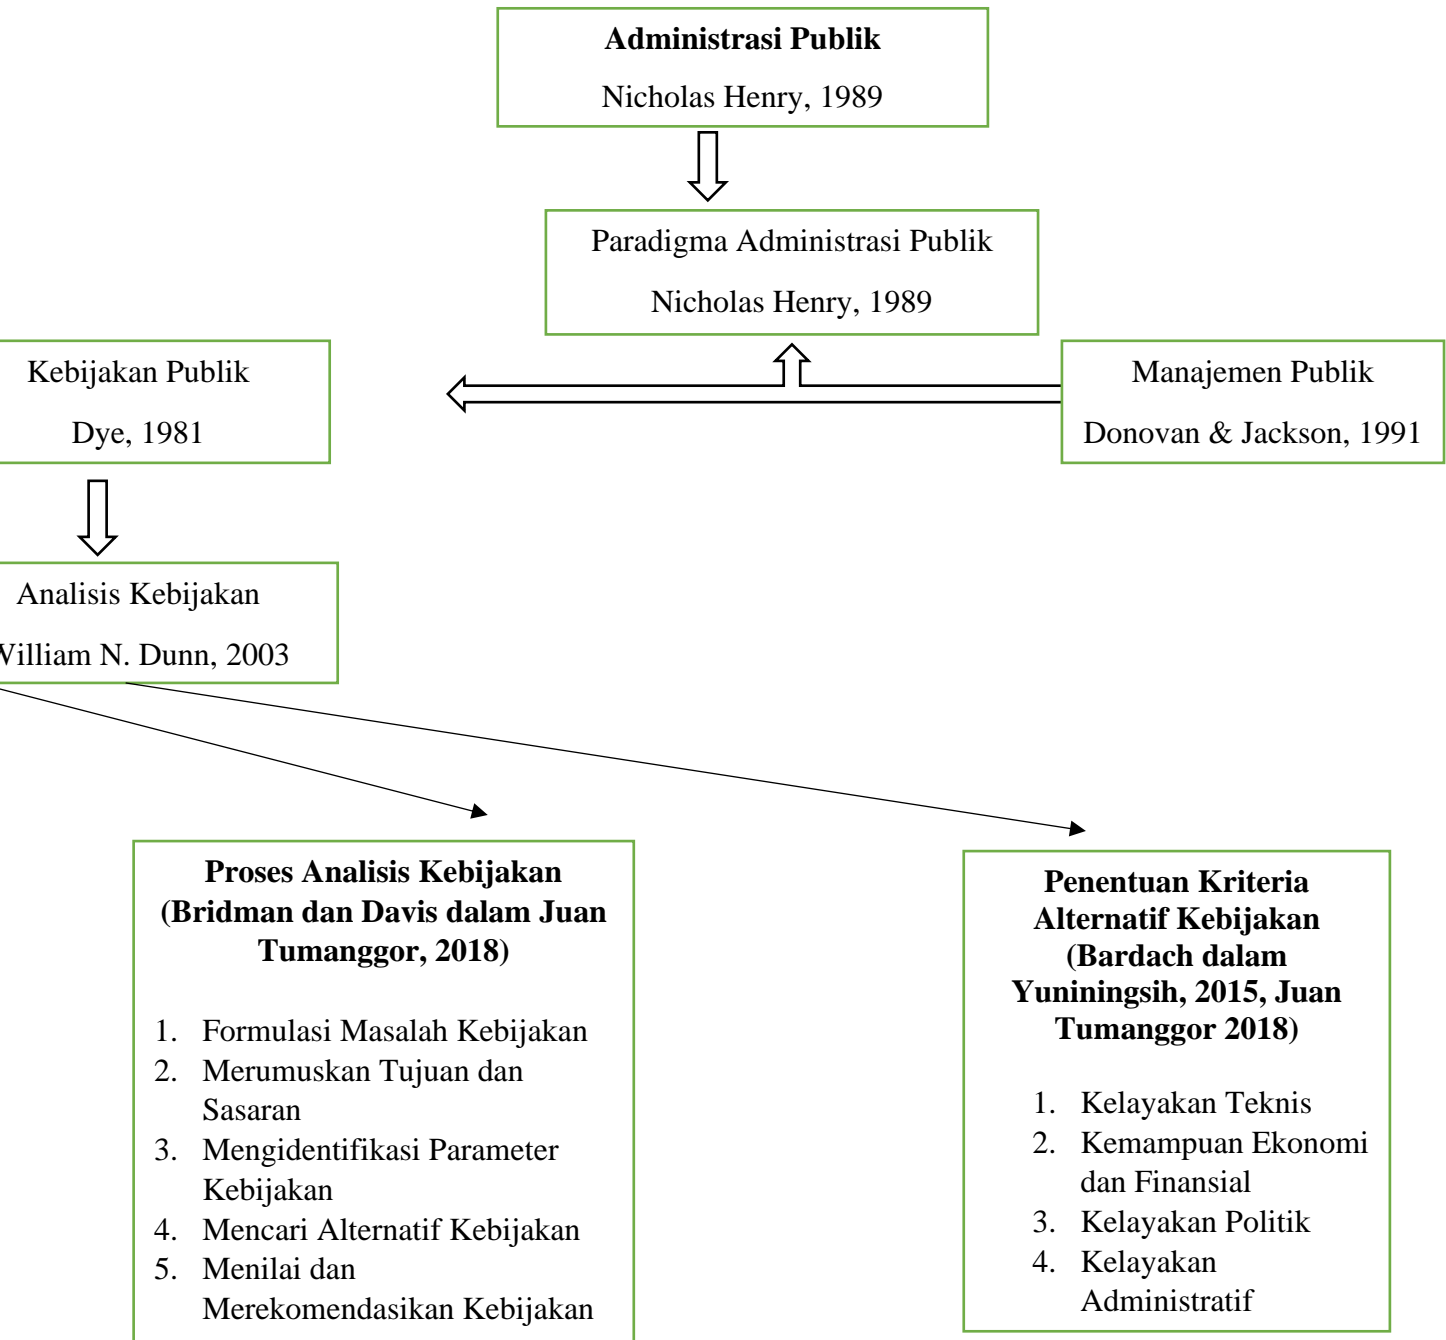 Administrasi Publik
Nicholas Henry, 1989
Paradigma Administrasi Publik
Nicholas Henry, 1989
Kebijakan Publik
Dye, 1981
Manajemen Publik
Donovan & Jackson, 1991
Analisis Kebijakan
William N. Dunn, 2003
Proses Analisis Kebijakan
(Bridman dan Davis dalam Juan
Tumanggor, 2018)
1. Formulasi Masalah Kebijakan
2. Merumuskan Tujuan dan
Sasaran
3. Mengidentifikasi Parameter
Kebijakan
4. Mencari Alternatif Kebijakan
5. Menilai dan
Merekomendasikan Kebijakan
Penentuan Kriteria
Alternatif Kebijakan
(Bardach dalam
Yuniningsih, 2015, Juan
Tumanggor 2018)
1. Kelayakan Teknis
2. Kemampuan Ekonomi
dan Finansial
3. Kelayakan Politik
4. Kelayakan
Administratif